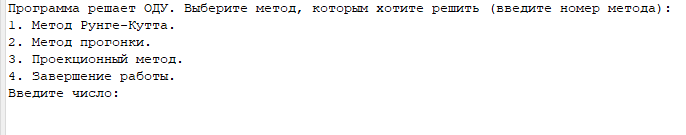 Программа решает ОДУ. Выберите метод, которым хотите решить (введите номер метода):
1. Метод Рунге-Кутта.
2. Метод прогонки.
3. Проекционный метод.
4. Завершение работы.
Введите число: